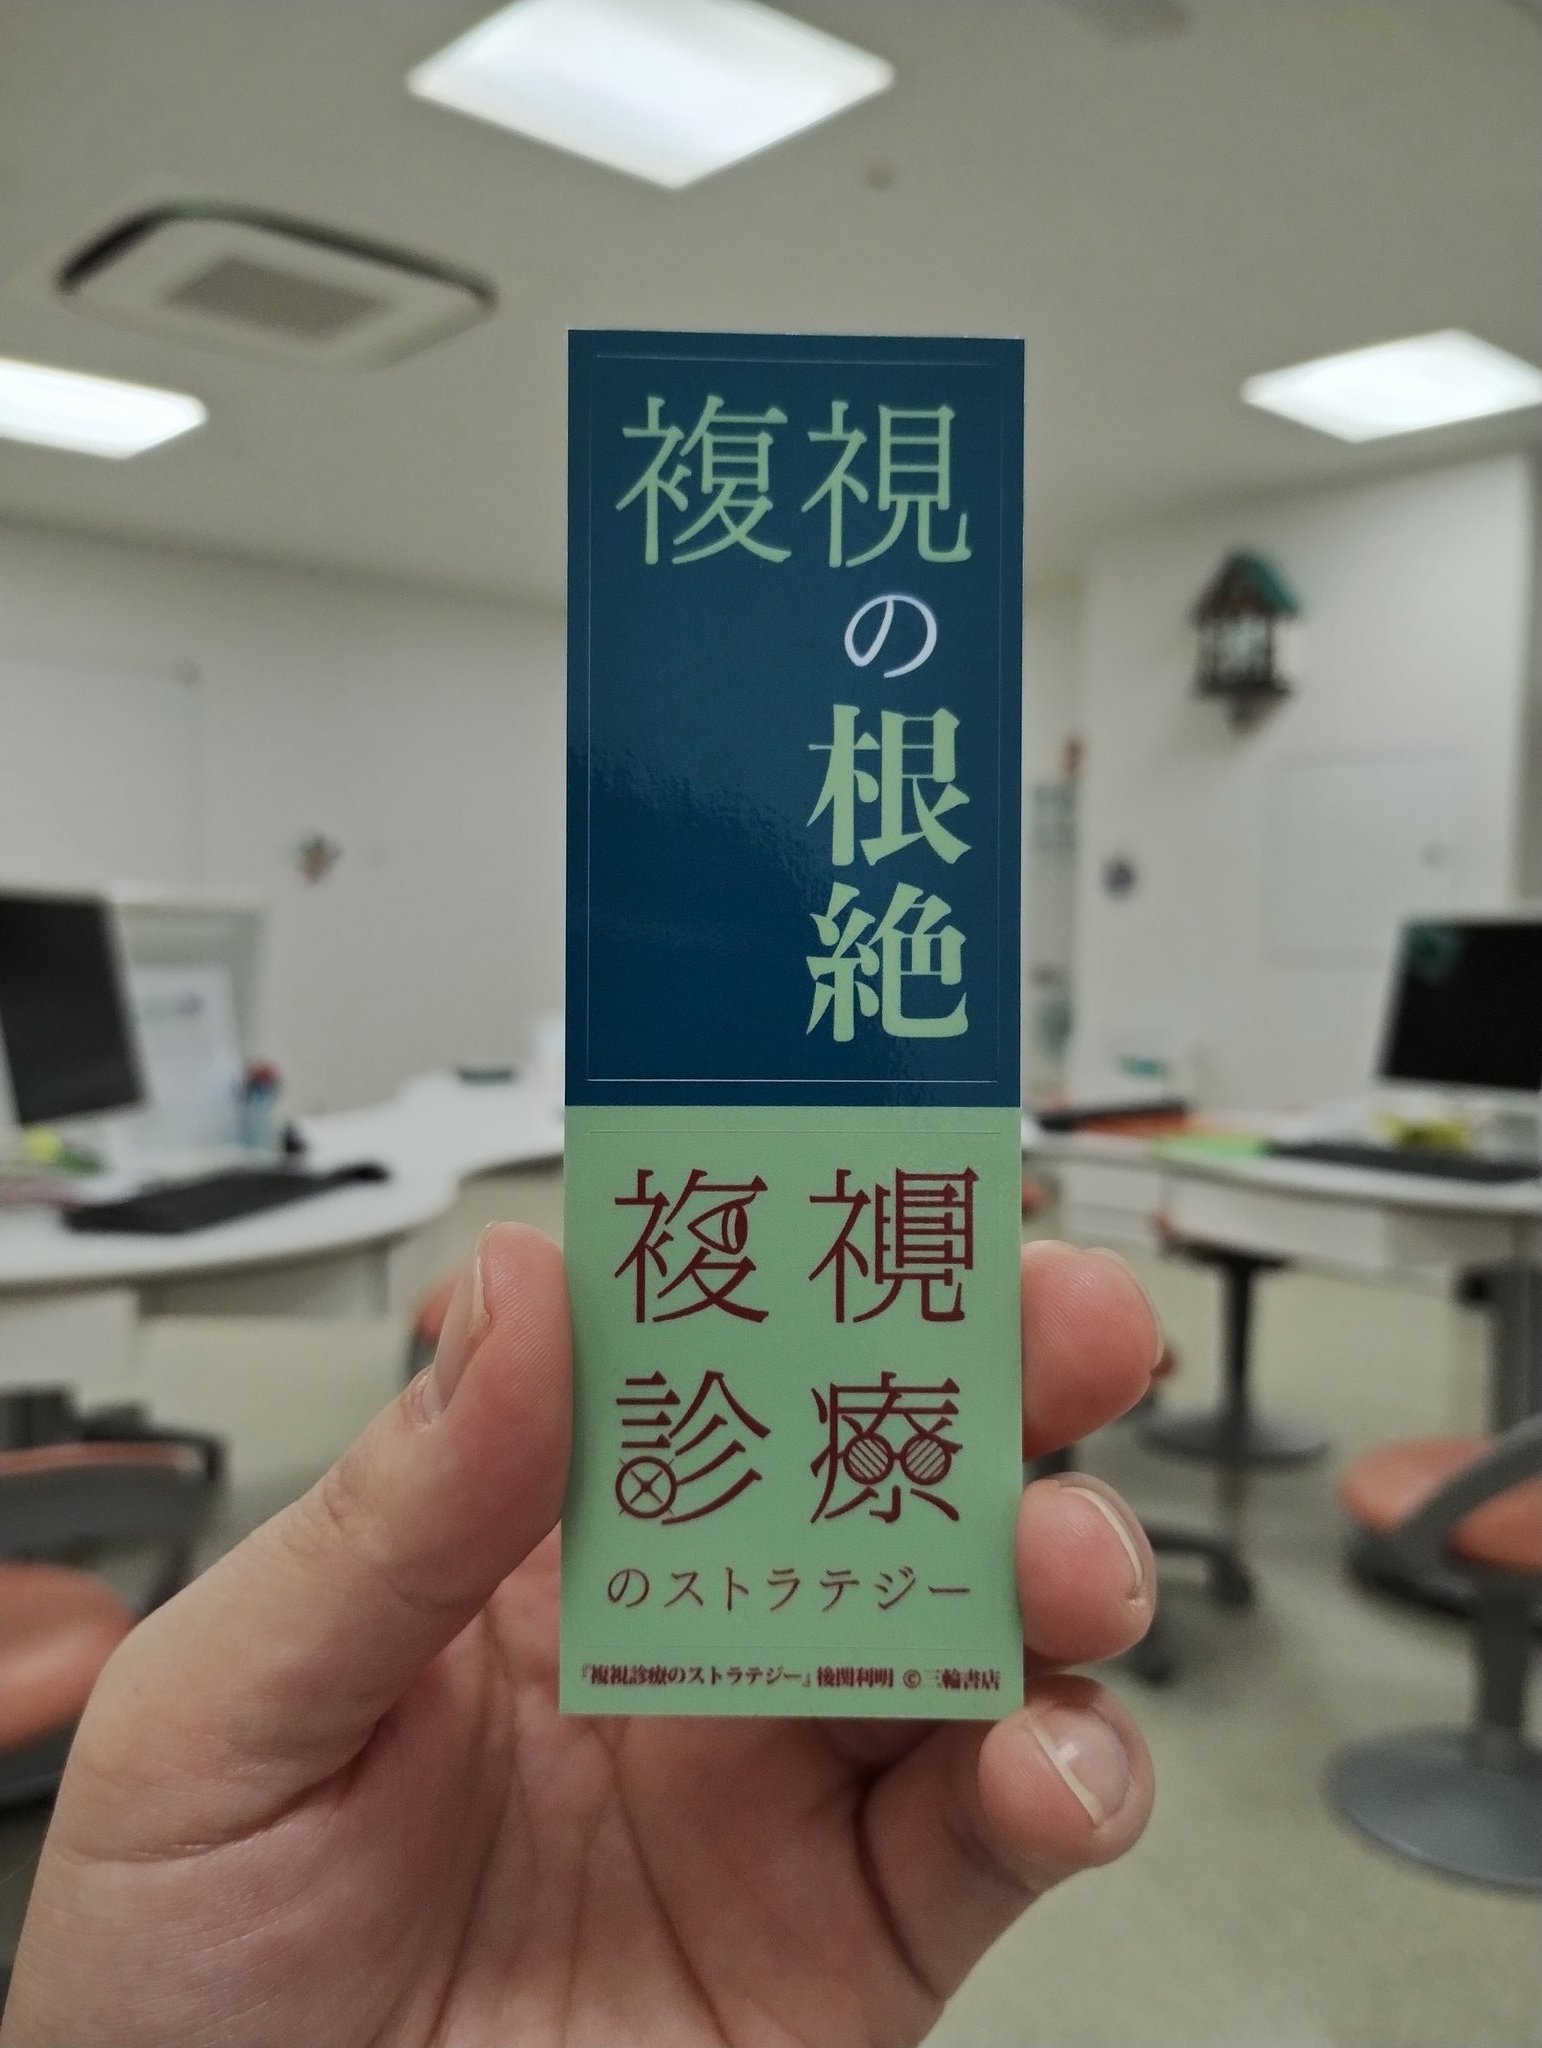 複視
の
根
絶
複視
診療
のストラテジー
『複視診療のストラテジー』後関利明 ©三輪書店